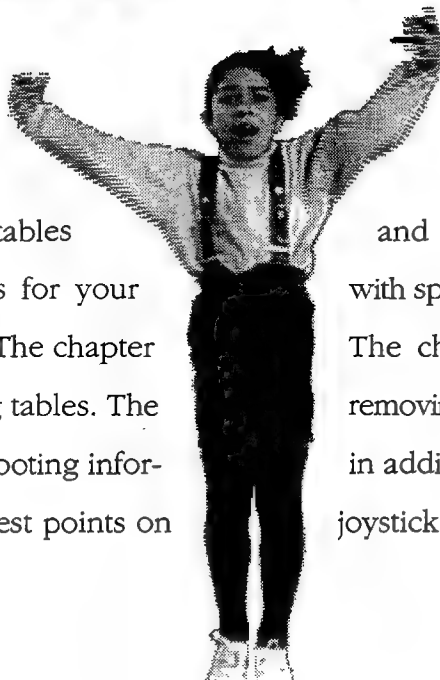 tables and
s for your with sp
The chapter The ch
g tables. The removin
ooting infor- in addi
est points on joystick